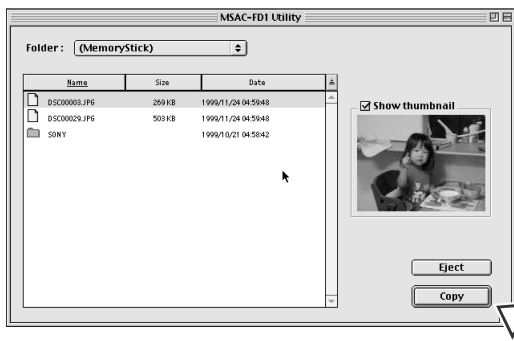 MSAC-FD1 Utility
Folder : (MemoryStick)
Name Size Date
DSC00003.JPG 269 KB 1999/11/24 04:59:48
DSC00029.JPG 503 KB 1999/11/24 04:59:48
SONY 1999/10/21 04:58:42
Show thumbnail
Eject
Copy